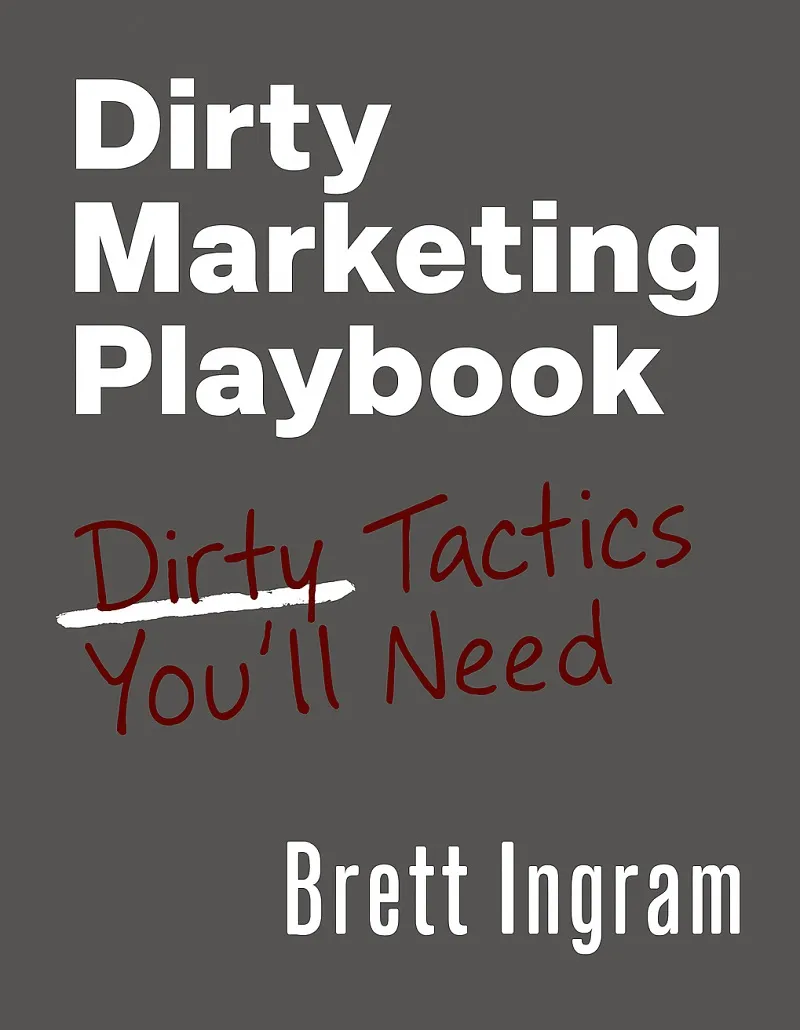 Dirty
Marketing
Playbook
Dirty Tactics
You'll Need
Brett Ingram